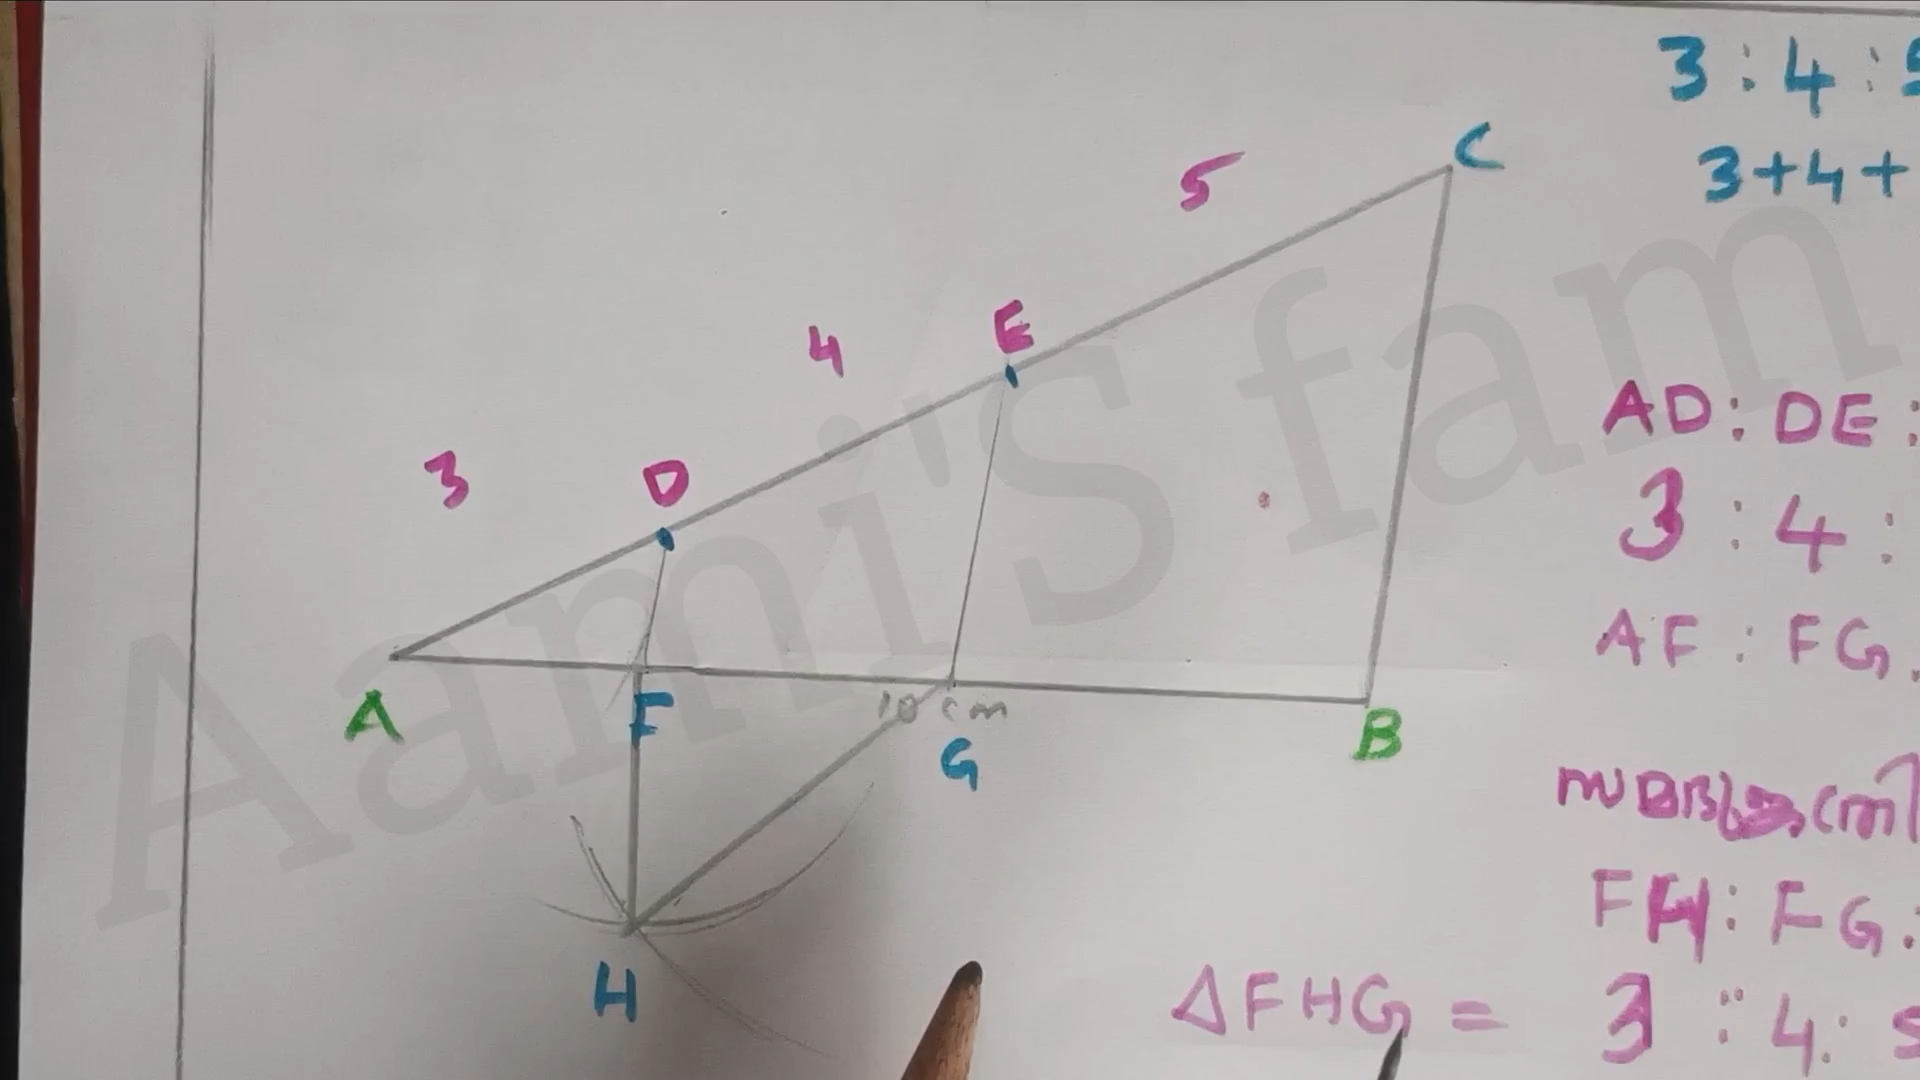 3 : 4 : 5
3+4+
C
5
E
4
D
3
AD : DE :
3 : 4 :
AF : FG
A
F
10 cm
G
B
FH : FG :
H
ΔFHG = 3 : 4 : 5
Aami'S fam